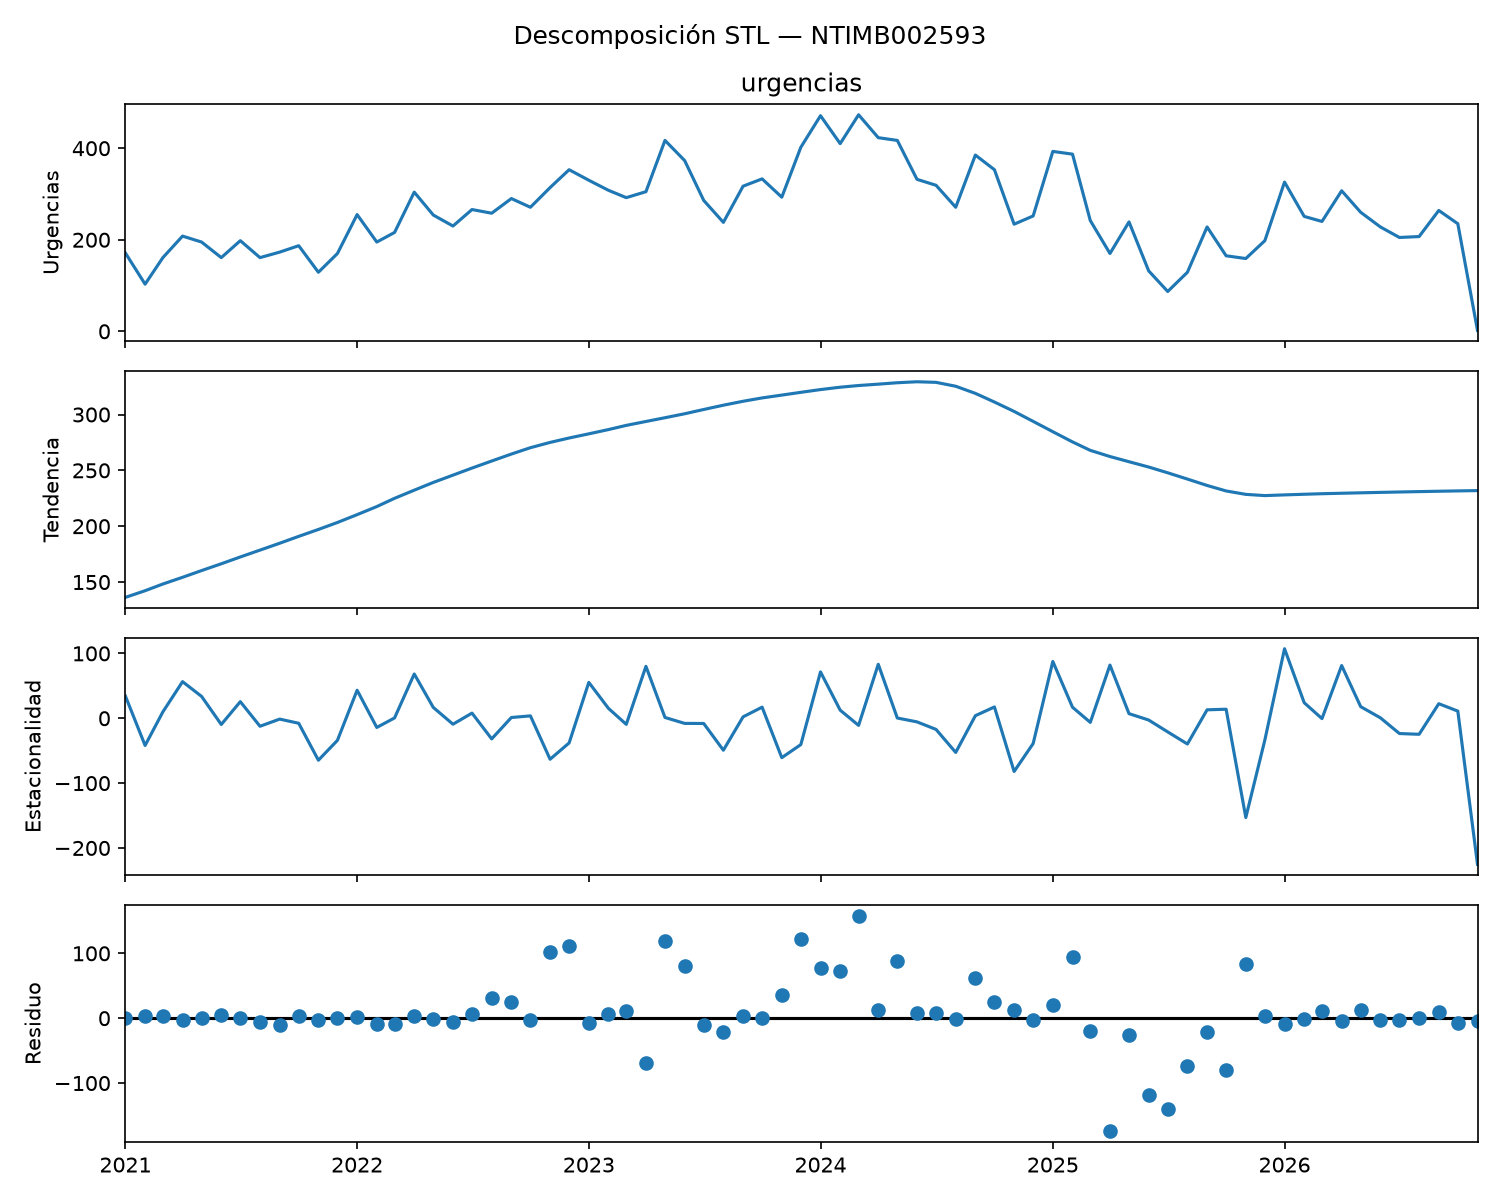 Descomposición STL — NTIMB002593
urgencias
Urgencias
400
200
0
Tendencia
300
250
200
150
Estacionalidad
100
0
−100
−200
Residuo
100
0
−100
2021 2022 2023 2024 2025 2026